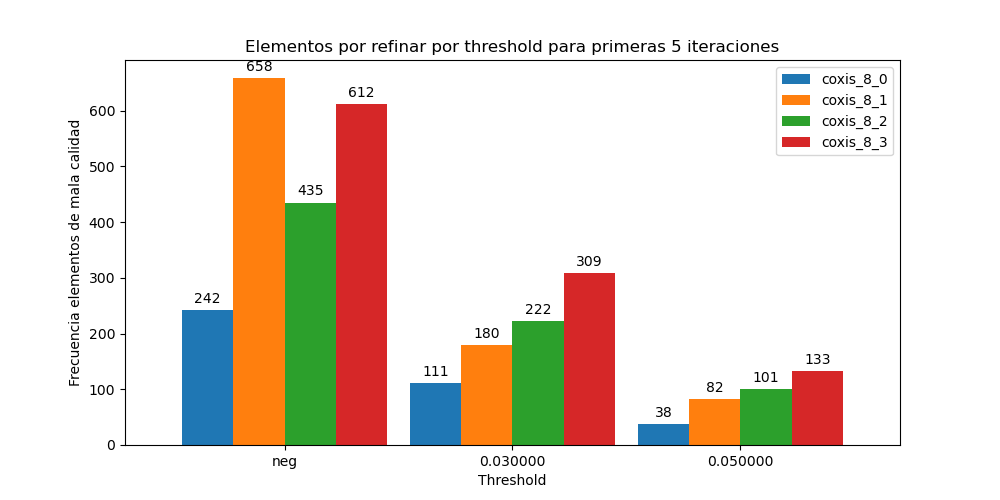 Elementos por refinar por threshold para primeras 5 iteraciones
Frecuencia elementos de mala calidad
600
500
400
300
200
100
0
242
658
435
612
111
180
222
309
38
82
101
133
coxis_8_0
coxis_8_1
coxis_8_2
coxis_8_3
neg
0.030000
0.050000
Threshold